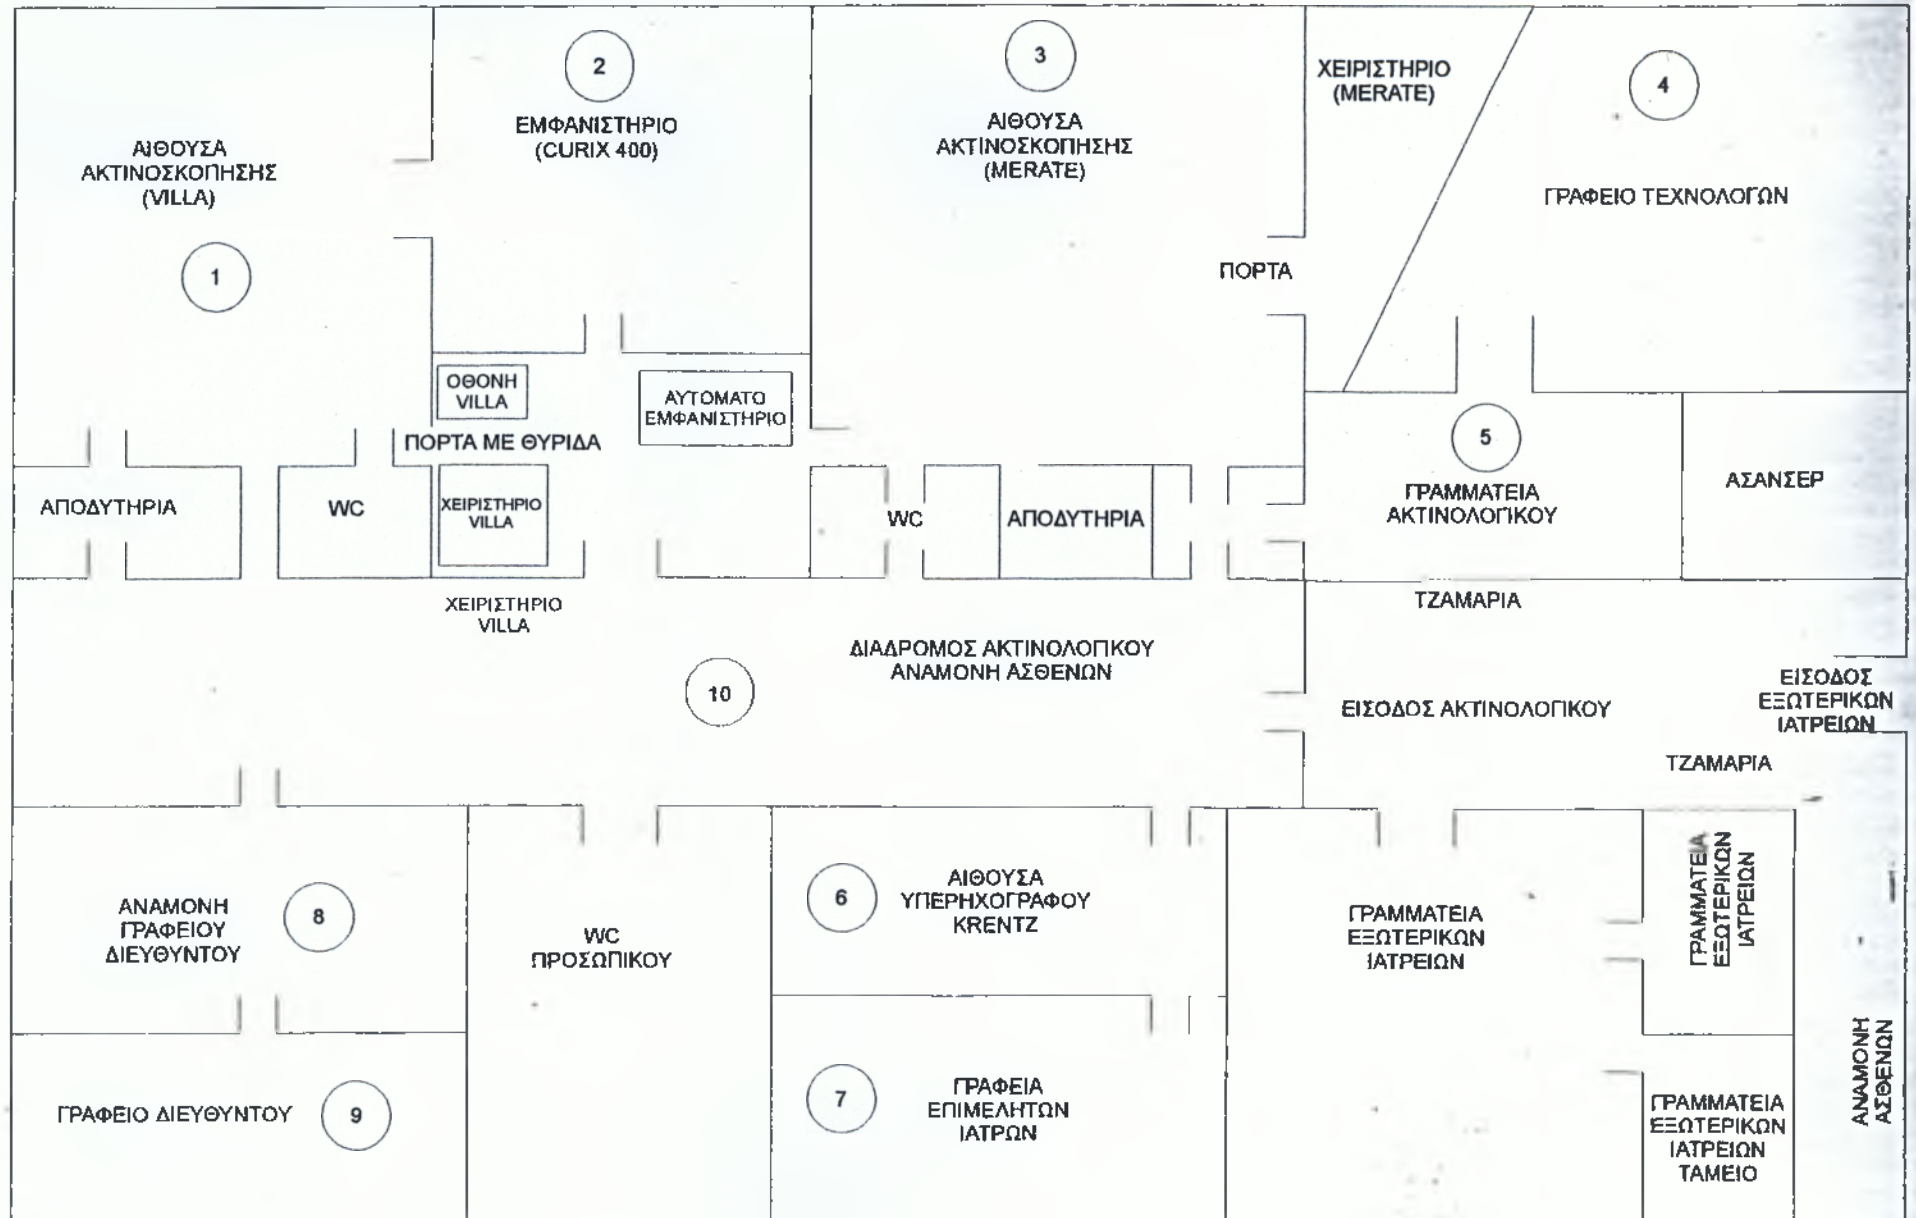 1
ΑΙΘΟΥΣΑ
ΑΚΤΙΝΟΣΚΟΠΗΣΗΣ
(VILLA)
2
ΕΜΦΑΝΙΣΤΗΡΙΟ
(CURIX 400)
3
ΑΙΘΟΥΣΑ
ΑΚΤΙΝΟΣΚΟΠΗΣΗΣ
(MERATE)
ΧΕΙΡΙΣΤΗΡΙΟ
(MERATE)
4
ΓΡΑΦΕΙΟ ΤΕΧΝΟΛΟΓΩΝ
ΠΟΡΤΑ
ΟΘΟΝΗ
VILLA
ΑΥΤΟΜΑΤΟ
ΕΜΦΑΝΙΣΤΗΡΙΟ
ΠΟΡΤΑ ΜΕ ΘΥΡΙΔΑ
5
ΓΡΑΜΜΑΤΕΙΑ
ΑΚΤΙΝΟΛΟΓΙΚΟΥ
ΑΣΑΝΣΕΡ
ΑΠΟΔΥΤΗΡΙΑ
WC
ΧΕΙΡΙΣΤΗΡΙΟ
VILLA
WC
ΑΠΟΔΥΤΗΡΙΑ
ΧΕΙΡΙΣΤΗΡΙΟ
VILLA
ΤΖΑΜΑΡΙΑ
10
ΔΙΑΔΡΟΜΟΣ ΑΚΤΙΝΟΛΟΓΙΚΟΥ
ΑΝΑΜΟΝΗ ΑΣΘΕΝΩΝ
ΕΙΣΟΔΟΣ ΑΚΤΙΝΟΛΟΓΙΚΟΥ
ΕΙΣΟΔΟΣ
ΕΞΩΤΕΡΙΚΩΝ
ΙΑΤΡΕΙΩΝ
ΤΖΑΜΑΡΙΑ
ΑΝΑΜΟΝΗ
ΓΡΑΦΕΙΟΥ
ΔΙΕΥΘΥΝΤΟΥ
8
WC
ΠΡΟΣΩΠΙΚΟΥ
6
ΑΙΘΟΥΣΑ
ΥΠΕΡΗΧΟΓΡΑΦΟΥ
KRENTZ
ΓΡΑΜΜΑΤΕΙΑ
ΕΞΩΤΕΡΙΚΩΝ
ΙΑΤΡΕΙΩΝ
ΓΡΑΜΜΑΤΕΙΑ
ΕΞΩΤΕΡΙΚΩΝ
ΙΑΤΡΕΙΩΝ
ΓΡΑΦΕΙΟ ΔΙΕΥΘΥΝΤΟΥ
9
7
ΓΡΑΦΕΙΑ
ΕΠΙΜΕΛΗΤΩΝ
ΙΑΤΡΩΝ
ΓΡΑΜΜΑΤΕΙΑ
ΕΞΩΤΕΡΙΚΩΝ
ΙΑΤΡΕΙΩΝ
ΤΑΜΕΙΟ
ΑΝΑΜΟΝΗ
ΑΣΘΕΝΩΝ